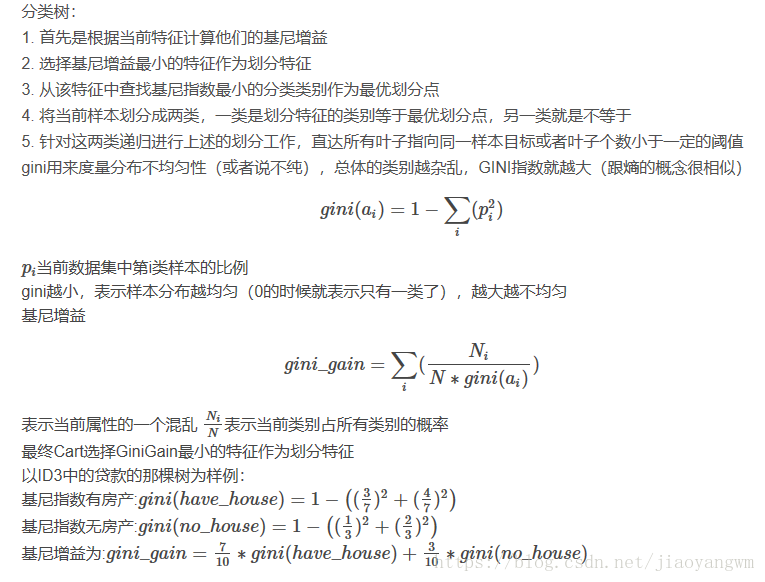 分类树：
1. 首先是根据当前特征计算他们的基尼增益
2. 选择基尼增益最小的特征作为划分特征
3. 从该特征中查找基尼指数最小的分类类别作为最优划分点
4. 将当前样本划分成两类，一类是划分特征的类别等于最优划分点，另一类就是不等于
5. 针对这两类递归进行上述的划分工作，直达所有叶子指向同一样本目标或者叶子个数小于一定的阈值
gini用来度量分布不均匀性（或者说不纯），总体的类别越杂乱，GINI指数就越大（跟熵的概念很相似）
$gini(a_i) = 1 - \sum_i (p_i^2)$
$p_i$当前数据集中第i类样本的比例
gini越小，表示样本分布越均匀（0的时候就表示只有一类了），越大越不均匀
基尼增益
$gini\_gain = \sum_i (\frac{N_i}{N * gini(a_i)})$
表示当前属性的一个混乱 $\frac{N_i}{N}$表示当前类别占所有类别的概率
最终Cart选择GiniGain最小的特征作为划分特征
以ID3中的贷款的那棵树为样例：
基尼指数有房产:$gini(have\_house) = 1 - ((\frac{3}{7})^2 + (\frac{4}{7})^2)$
基尼指数无房产:$gini(no\_house) = 1 - ((\frac{1}{3})^2 + (\frac{2}{3})^2)$
基尼增益为:$gini\_gain = \frac{7}{10} * gini(have\_house) + \frac{3}{10} * gini(no\_house)$
https://blog.csdn.net/jiaoyangwm